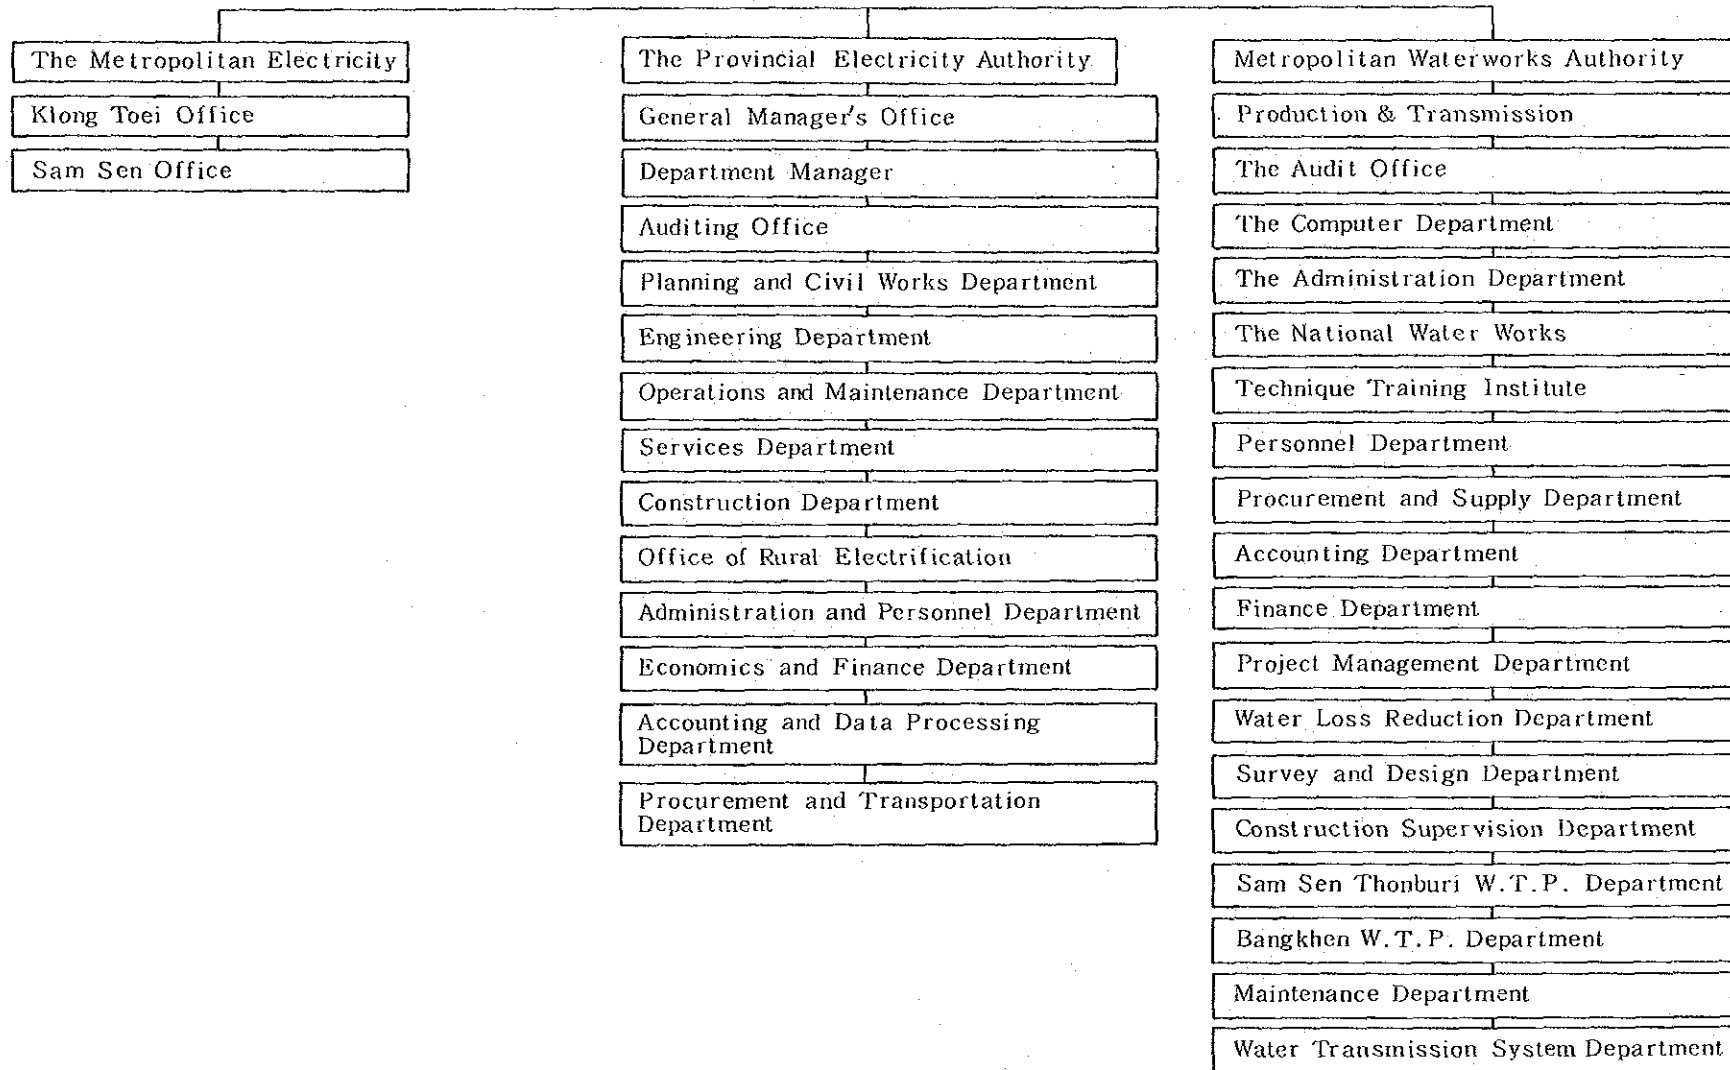 The Metropolitan Electricity
Klong Toei Office
Sam Sen Office
The Provincial Electricity Authority
General Manager's Office
Department Manager
Auditing Office
Planning and Civil Works Department
Engineering Department
Operations and Maintenance Department
Services Department
Construction Department
Office of Rural Electrification
Administration and Personnel Department
Economics and Finance Department
Accounting and Data Processing
Department
Procurement and Transportation
Department
Metropolitan Waterworks Authority
Production & Transmission
The Audit Office
The Computer Department
The Administration Department
The National Water Works
Technique Training Institute
Personnel Department
Procurement and Supply Department
Accounting Department
Finance Department
Project Management Department
Water Loss Reduction Department
Survey and Design Department
Construction Supervision Department
Sam Sen Thonburi W.T.P. Department
Bangkhen W.T.P. Department
Maintenance Department
Water Transmission System Department